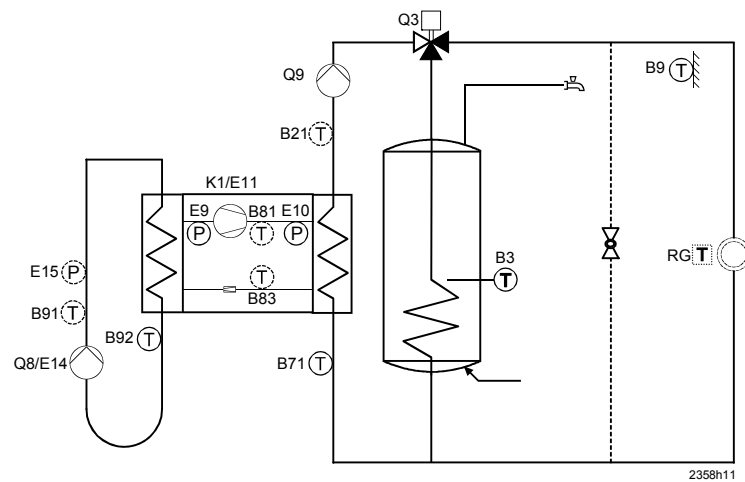 Q3
Q9
B9 T
B21 T
K1/E11
E9 B81 E10
P T P
B3
T
RG T
E15 P
T
B83
B91 T
B92 T
Q8/E14
B71 T
2358h11